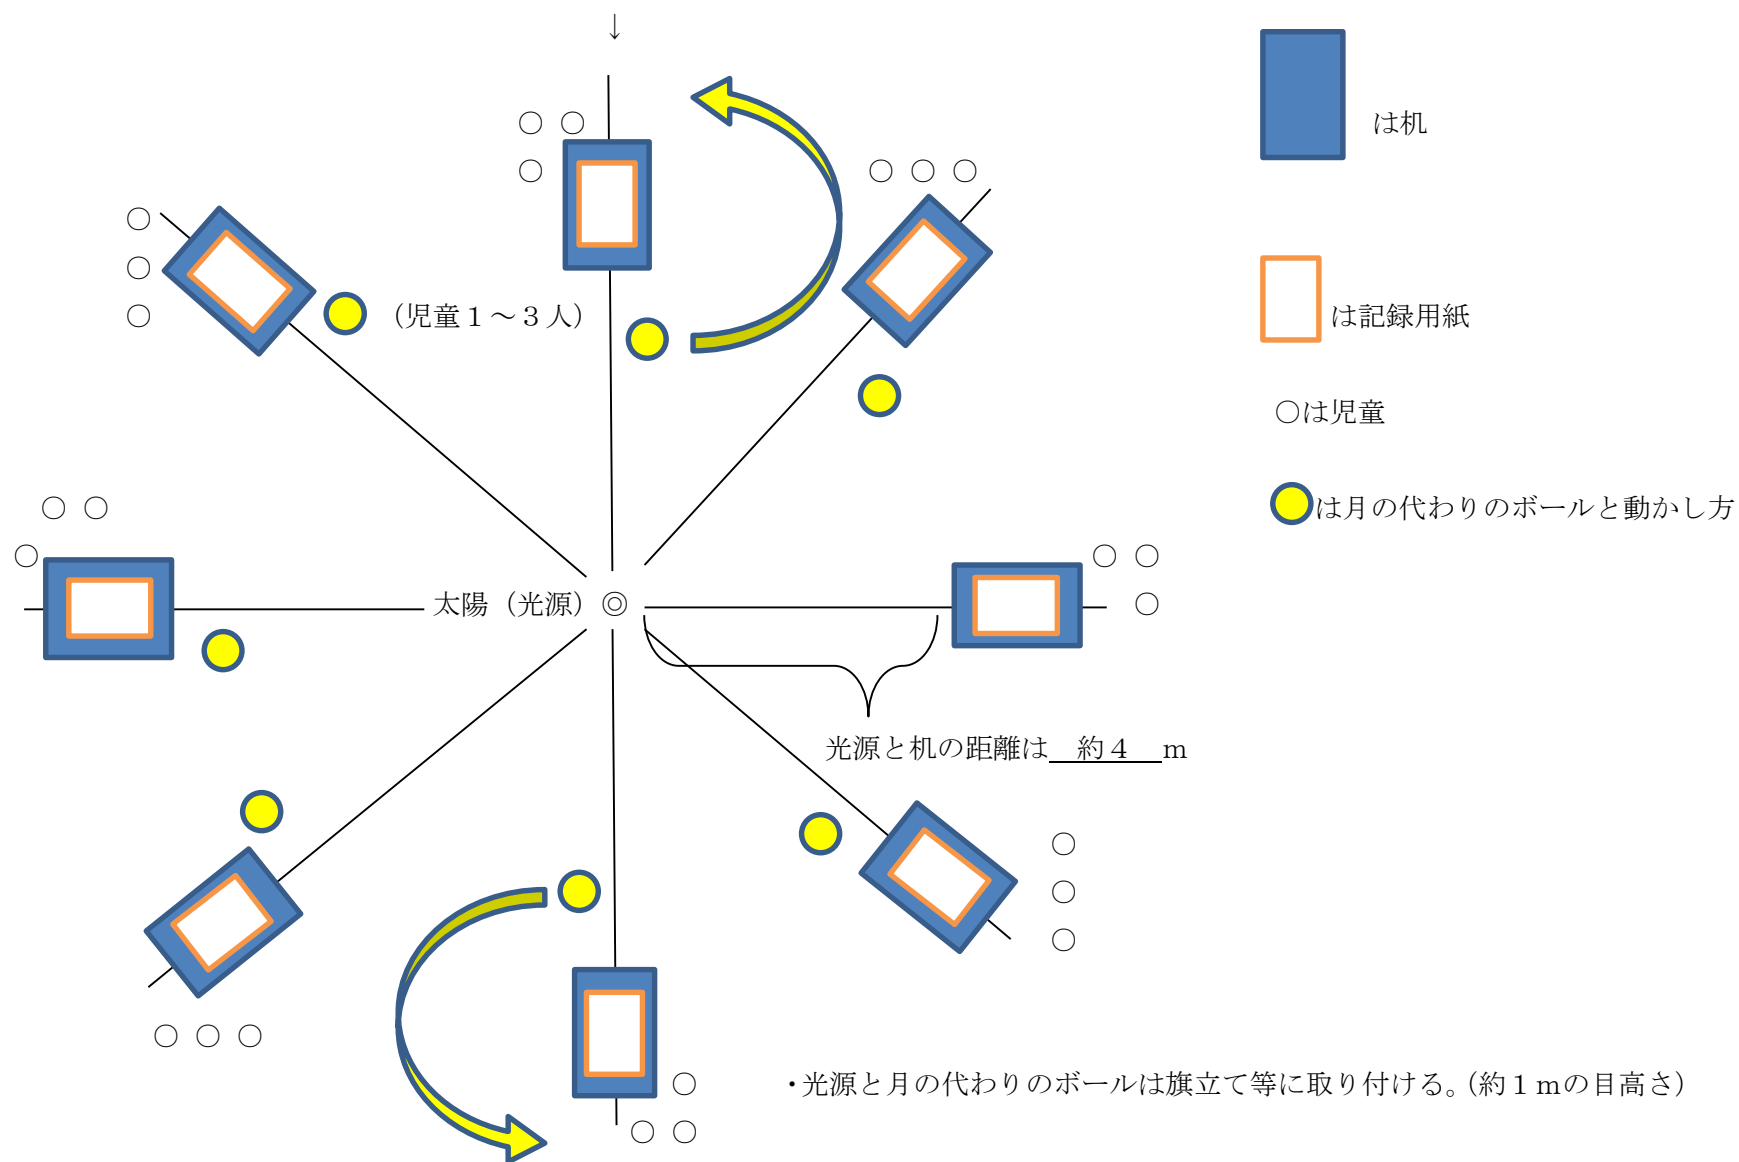 ↓
は机
(児童1~3人)
は記録用紙
○は児童
は月の代わりのボールと動かし方
太陽(光源)◎
光源と机の距離は 約4 m
・光源と月の代わりのボールは旗立て等に取り付ける。(約1mの目高さ)